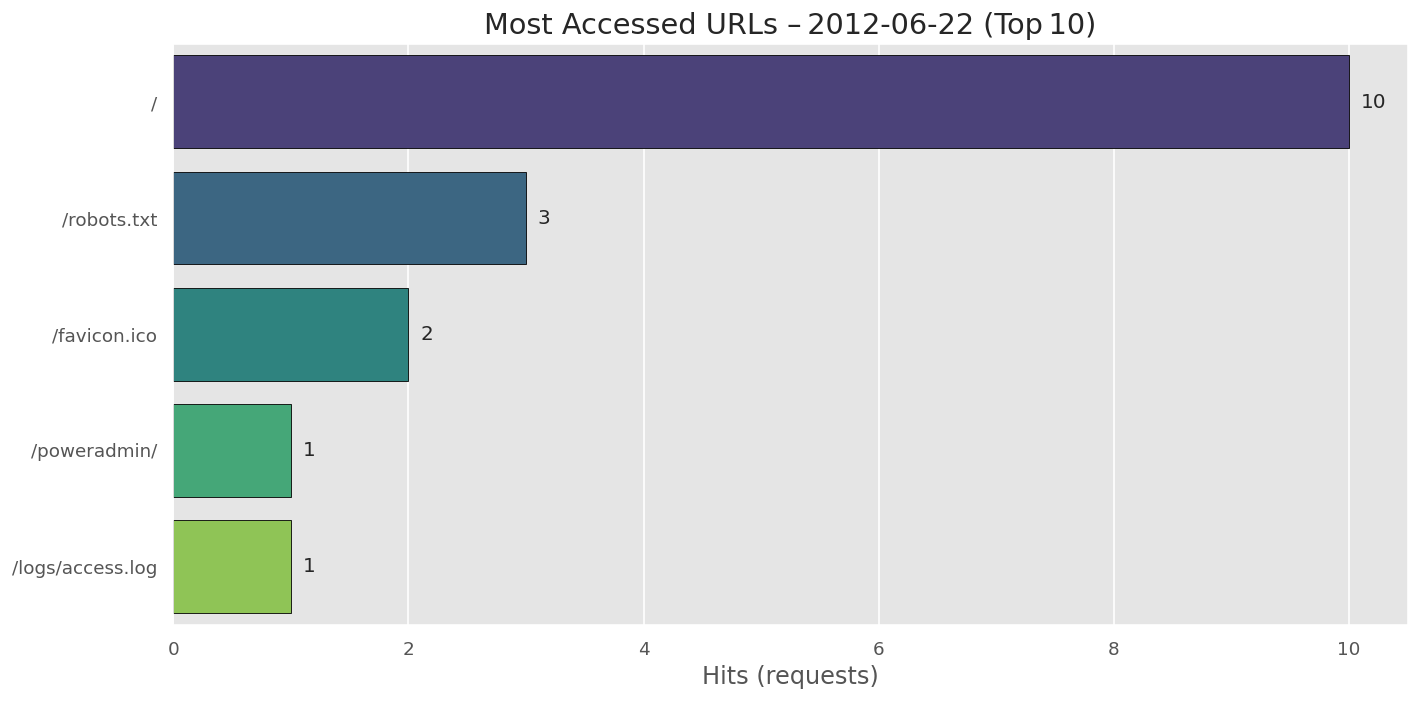 Most Accessed URLs – 2012-06-22 (Top 10)
/
10
/robots.txt
3
/favicon.ico
2
/poweradmin/
1
/logs/access.log
1
0 2 4 6 8 10
Hits (requests)